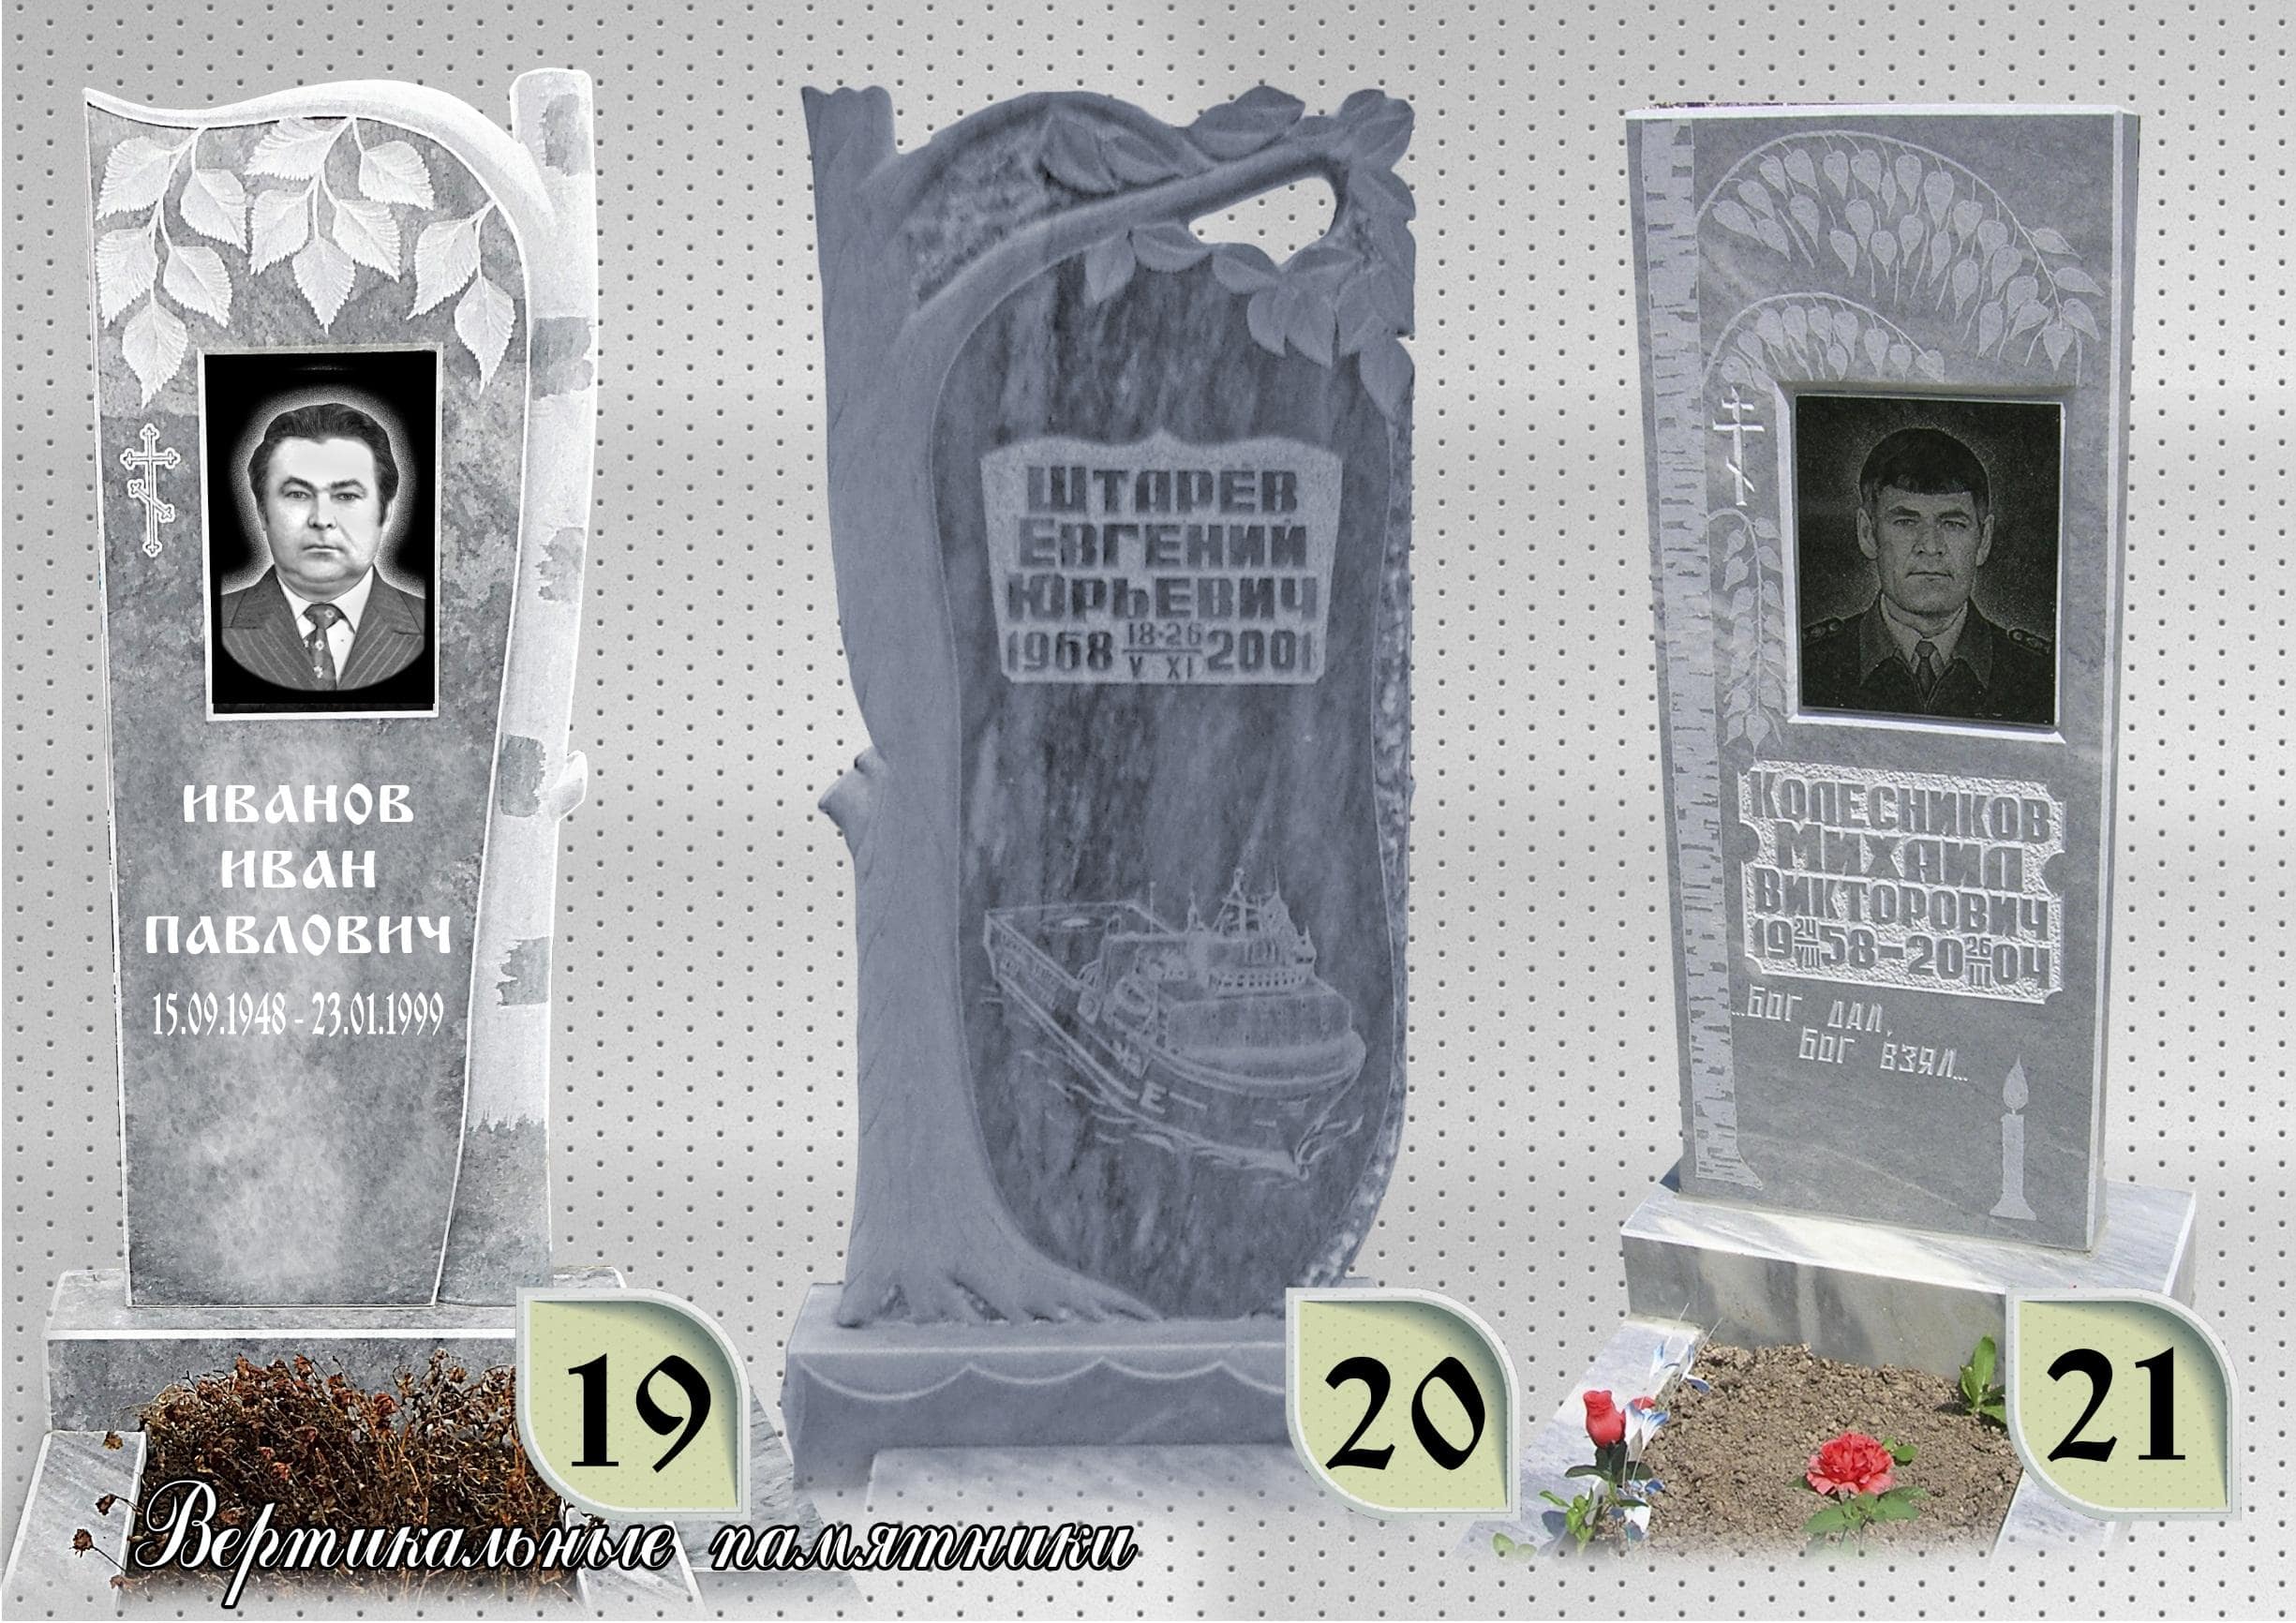 ИВАНОВ
ИВАН
ПАВЛОВИЧ
15.09.1948 - 23.01.1999
19
ШТАРЕВ
ЕВГЕНИЙ
ЮРЬЕВИЧ
1968 18·26 2001
V XI
20
КОЛЕСНИКОВ
МИХАИЛ
ВИКТОРОВИЧ
19 24 58-20 26 04
VIII III
...БОГ ДАЛ,
БОГ ВЗЯЛ...
21
Вертикальные памятники